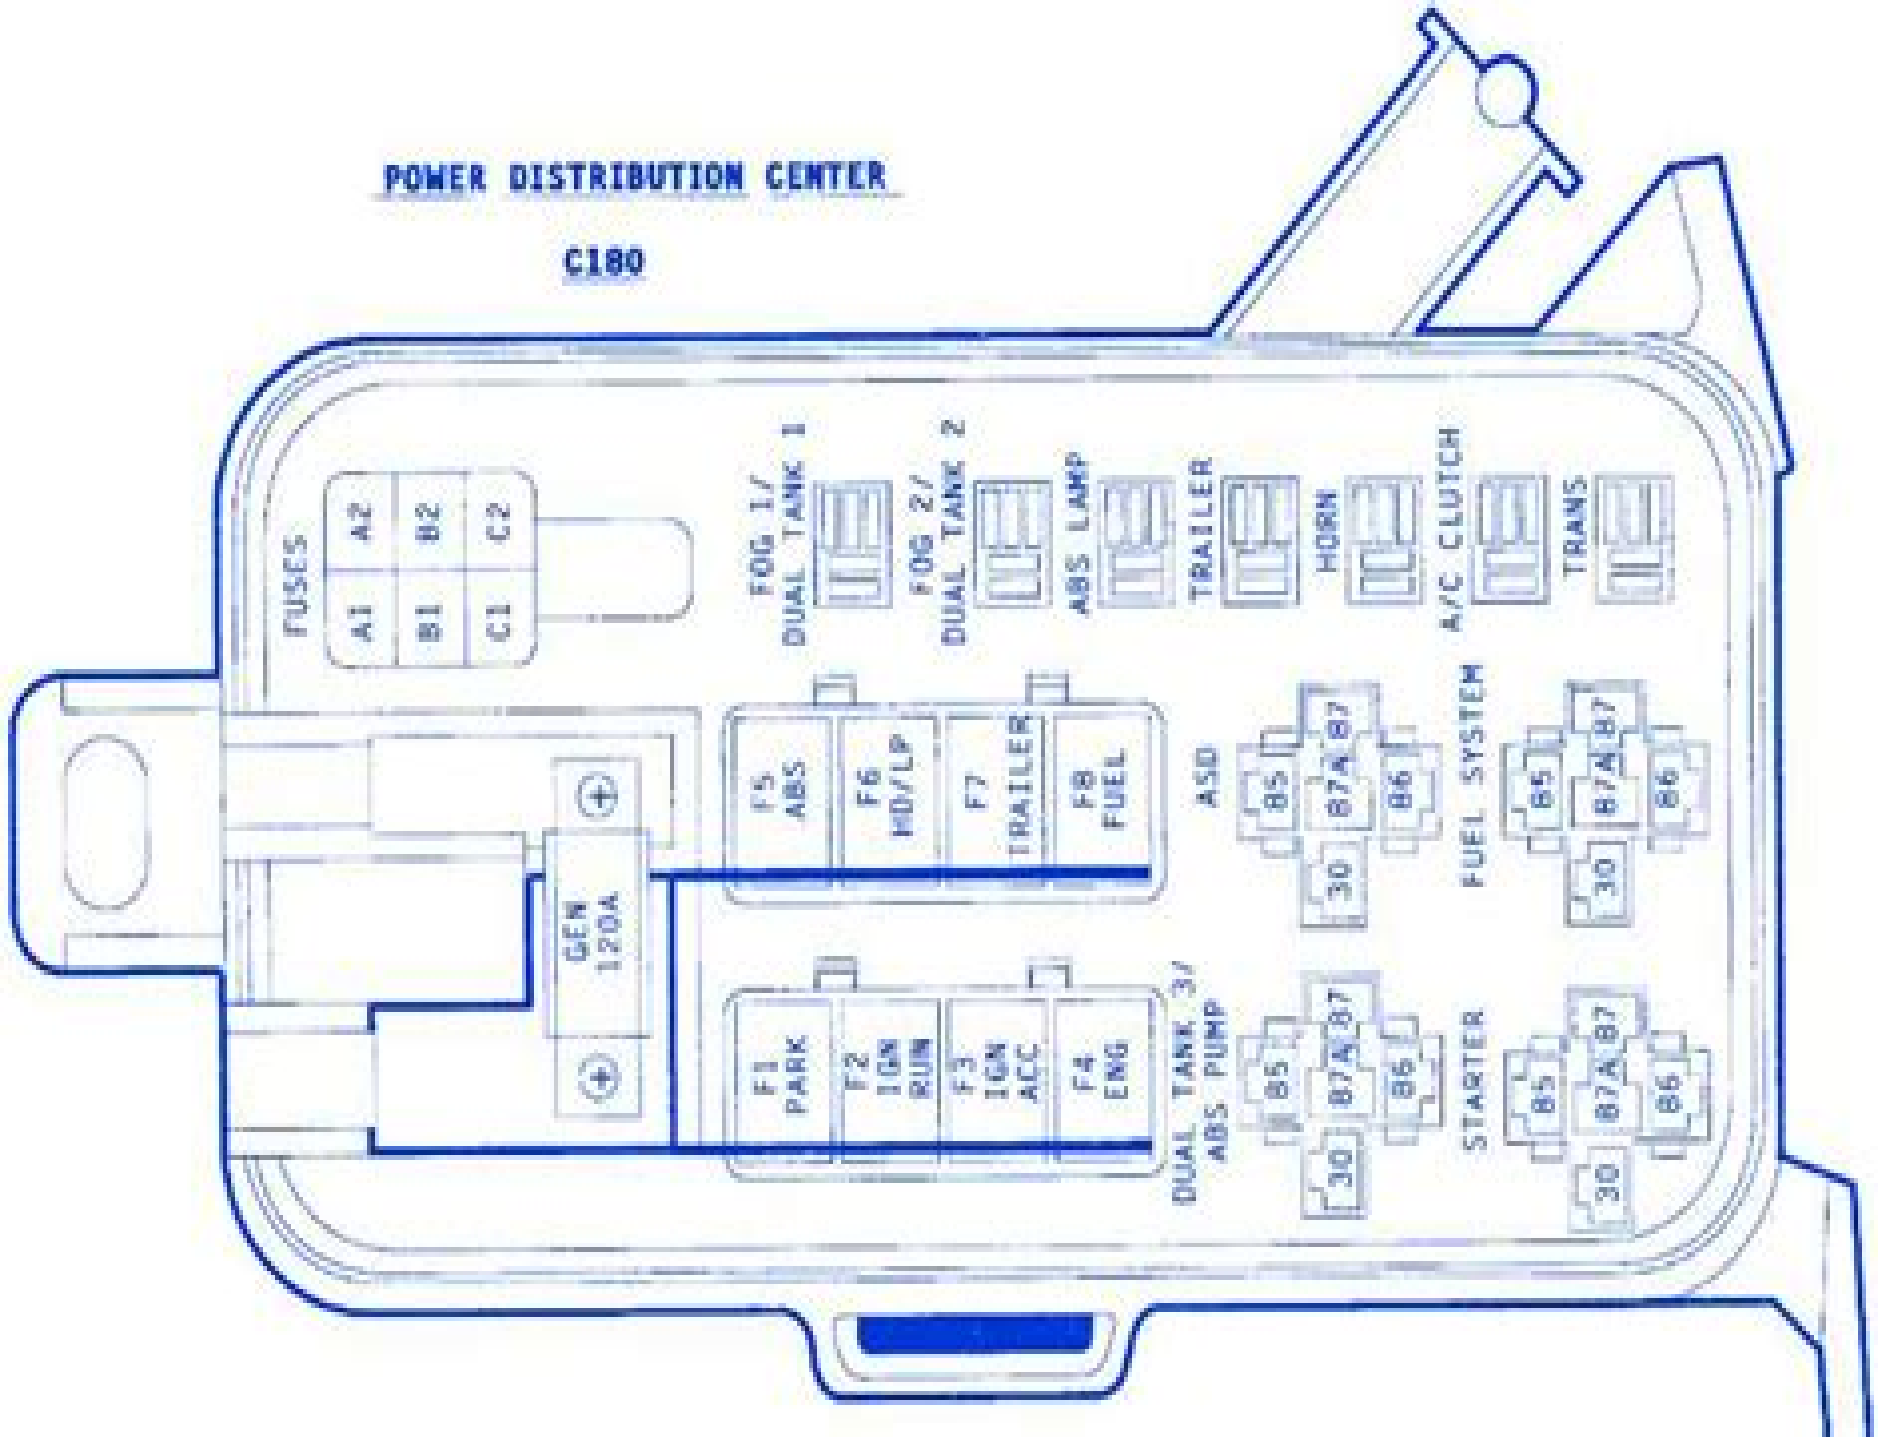 POWER DISTRIBUTION CENTER
C180
FUSES
A1 A2
B1 B2
C1 C2
FOG 1/
DUAL TANK 1
FOG 2/
DUAL TANK 2
ABS LAMP
TRAILER
HORN
A/C CLUTCH
TRANS
GEN
120A
F5
ABS
F6
HD/LP
F7
TRAILER
F8
FUEL
ASD
85
87
87A
86
30
FUEL SYSTEM
85
87
87A
86
30
F1
PARK
F2
IGN
RUN
F3
IGN
ACC
F4
ENG
DUAL TANK 3/
ABS PUMP
85
87
87A
86
30
STARTER
85
87
87A
86
30